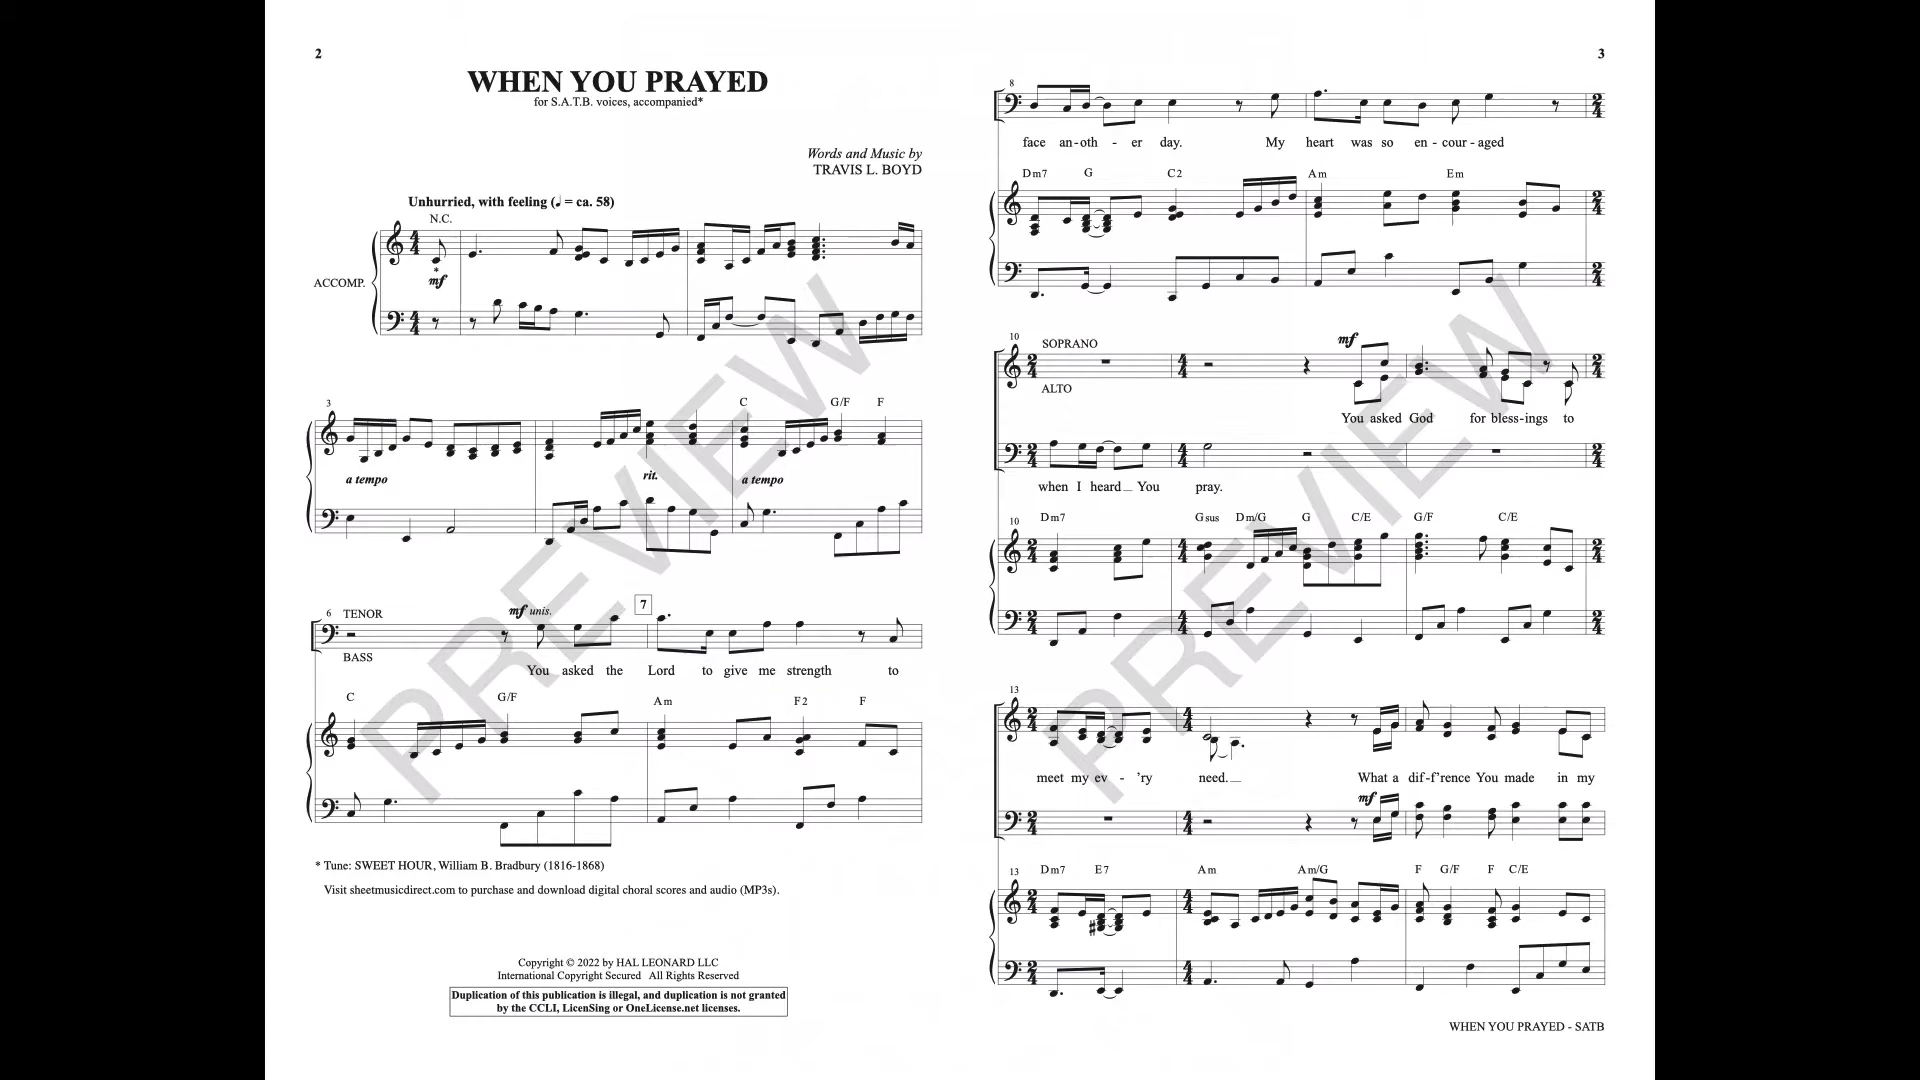 2
WHEN YOU PRAYED
for S.A.T.B. voices, accompanied*
Words and Music by
TRAVIS L. BOYD
Unhurried, with feeling (♩ = ca. 58)
N.C.
ACCOMP.
*
mf
3
C G/F F
a tempo rit. a tempo
6 TENOR mf unis. 7
BASS
You asked the Lord to give me strength to
C G/F Am F2 F
* Tune: SWEET HOUR, William B. Bradbury (1816-1868)
Visit sheetmusicdirect.com to purchase and download digital choral scores and audio (MP3s).
Copyright © 2022 by HAL LEONARD LLC
International Copyright Secured All Rights Reserved
Duplication of this publication is illegal, and duplication is not granted
by the CCLI, LicenSing or OneLicense.net licenses.
PREVIEW
3
8
face an-oth - er day. My heart was so en - cour - aged
Dm7 G C2 Am Em
10 SOPRANO mf
ALTO
You asked God for bless-ings to
when I heard You pray.
10 Dm7 Gsus Dm/G G C/E G/F C/E
13
meet my ev - 'ry need. What a dif-f'rence You made in my
mf
13 Dm7 E7 Am Am/G F G/F F C/E
WHEN YOU PRAYED - SATB
PREVIEW